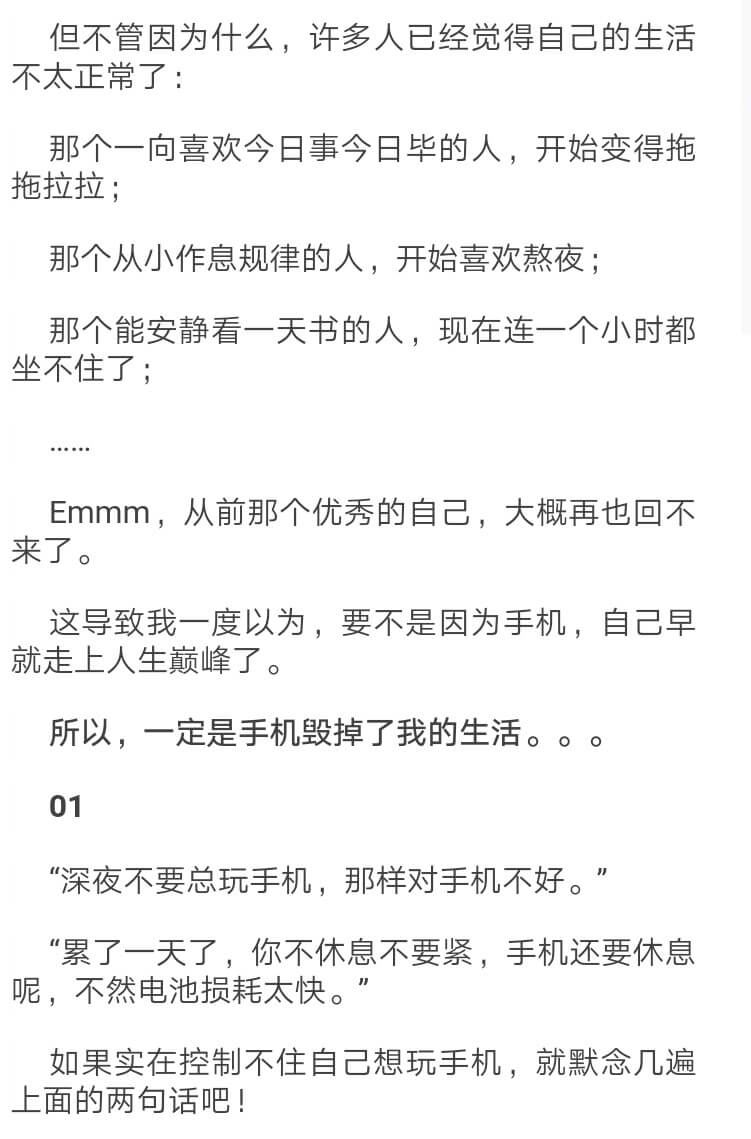 但不管因为什么，许多人已经觉得自己的生活
不太正常了：
那个一向喜欢今日事今日毕的人，开始变得拖
拖拉拉；
那个从小作息规律的人，开始喜欢熬夜；
那个能安静看一天书的人，现在连一个小时都
坐不住了；
……
Emmm，从前那个优秀的自己，大概再也回不
来了。
这导致我一度以为，要不是因为手机，自己早
就走上人生巅峰了。
所以，一定是手机毁掉了我的生活。。。
01
“深夜不要总玩手机，那样对手机不好。”
“累了一天了，你不休息不要紧，手机还要休息
呢，不然电池损耗太快。”
如果实在控制不住自己想玩手机，就默念几遍
上面的两句话吧！